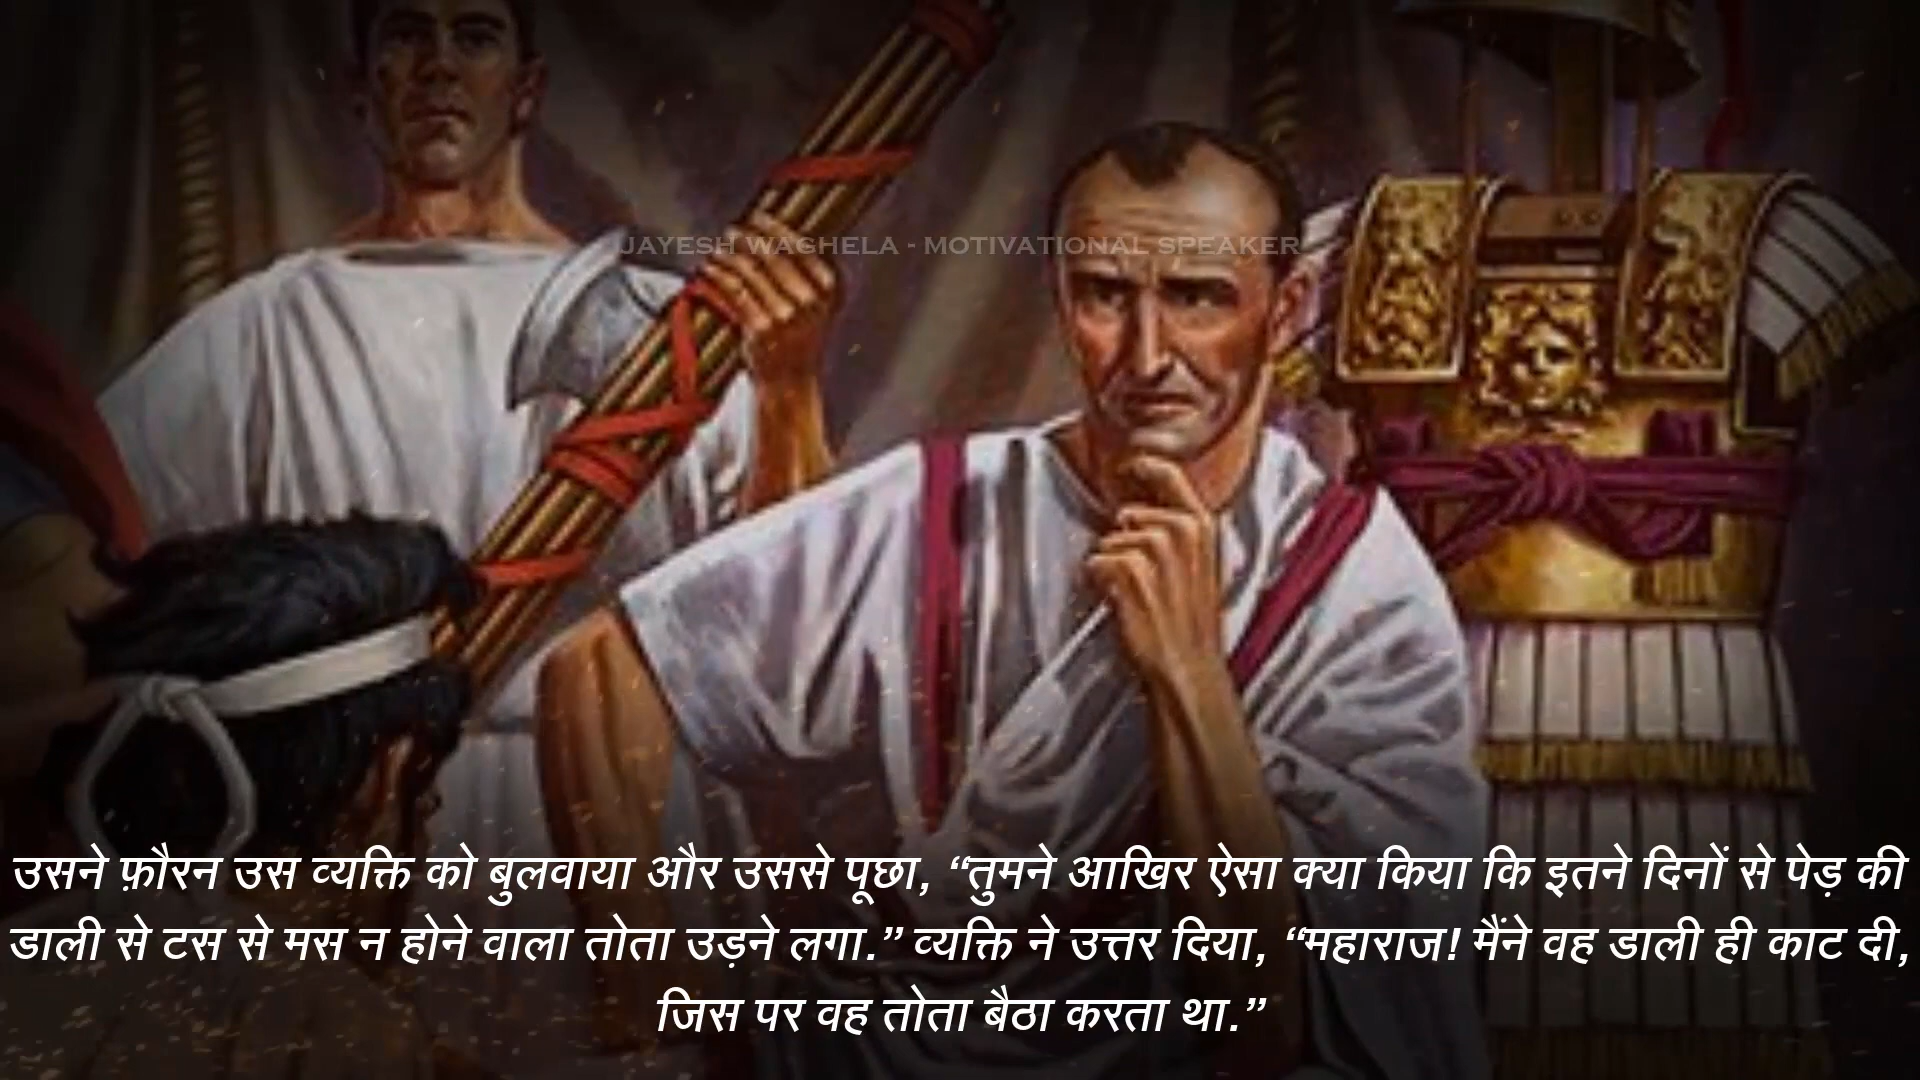 JAYESH WAGHELA - MOTIVATIONAL SPEAKER
उसने फ़ौरन उस व्यक्ति को बुलवाया और उससे पूछा, “तुमने आखिर ऐसा क्या किया कि इतने दिनों से पेड़ की
डाली से टस से मस न होने वाला तोता उड़ने लगा.” व्यक्ति ने उत्तर दिया, “महाराज! मैंने वह डाली ही काट दी,
जिस पर वह तोता बैठा करता था.”